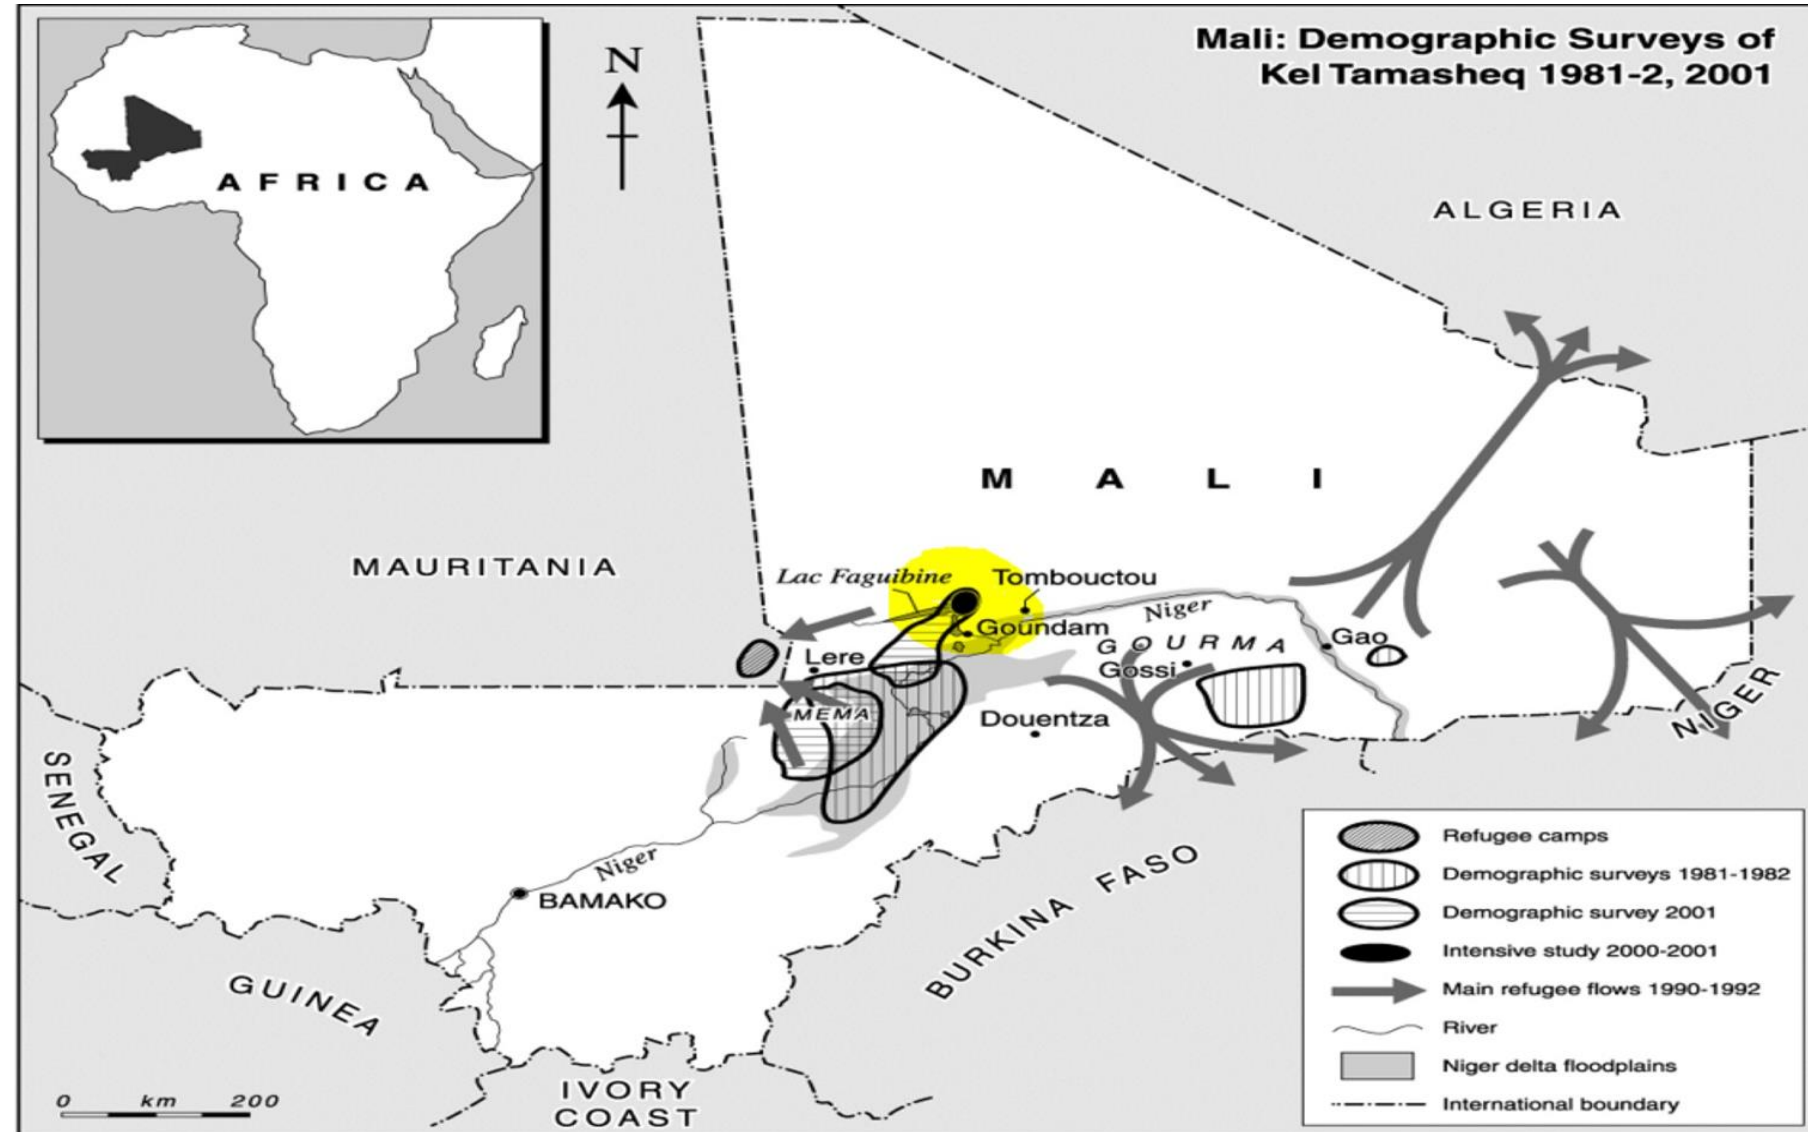 Mali: Demographic Surveys of
Kel Tamasheq 1981-2, 2001
N
AFRICA
ALGERIA
MALI
MAURITANIA
Lac Faguibine
Tombouctou
Niger
Goundam
GOURMA
Gao
Lere
Gossi
MEMA
Douentza
NIGER
SENEGAL
Niger
BAMAKO
BURKINA FASO
GUINEA
IVORY
COAST
0 km 200
Refugee camps
Demographic surveys 1981-1982
Demographic survey 2001
Intensive study 2000-2001
Main refugee flows 1990-1992
River
Niger delta floodplains
International boundary